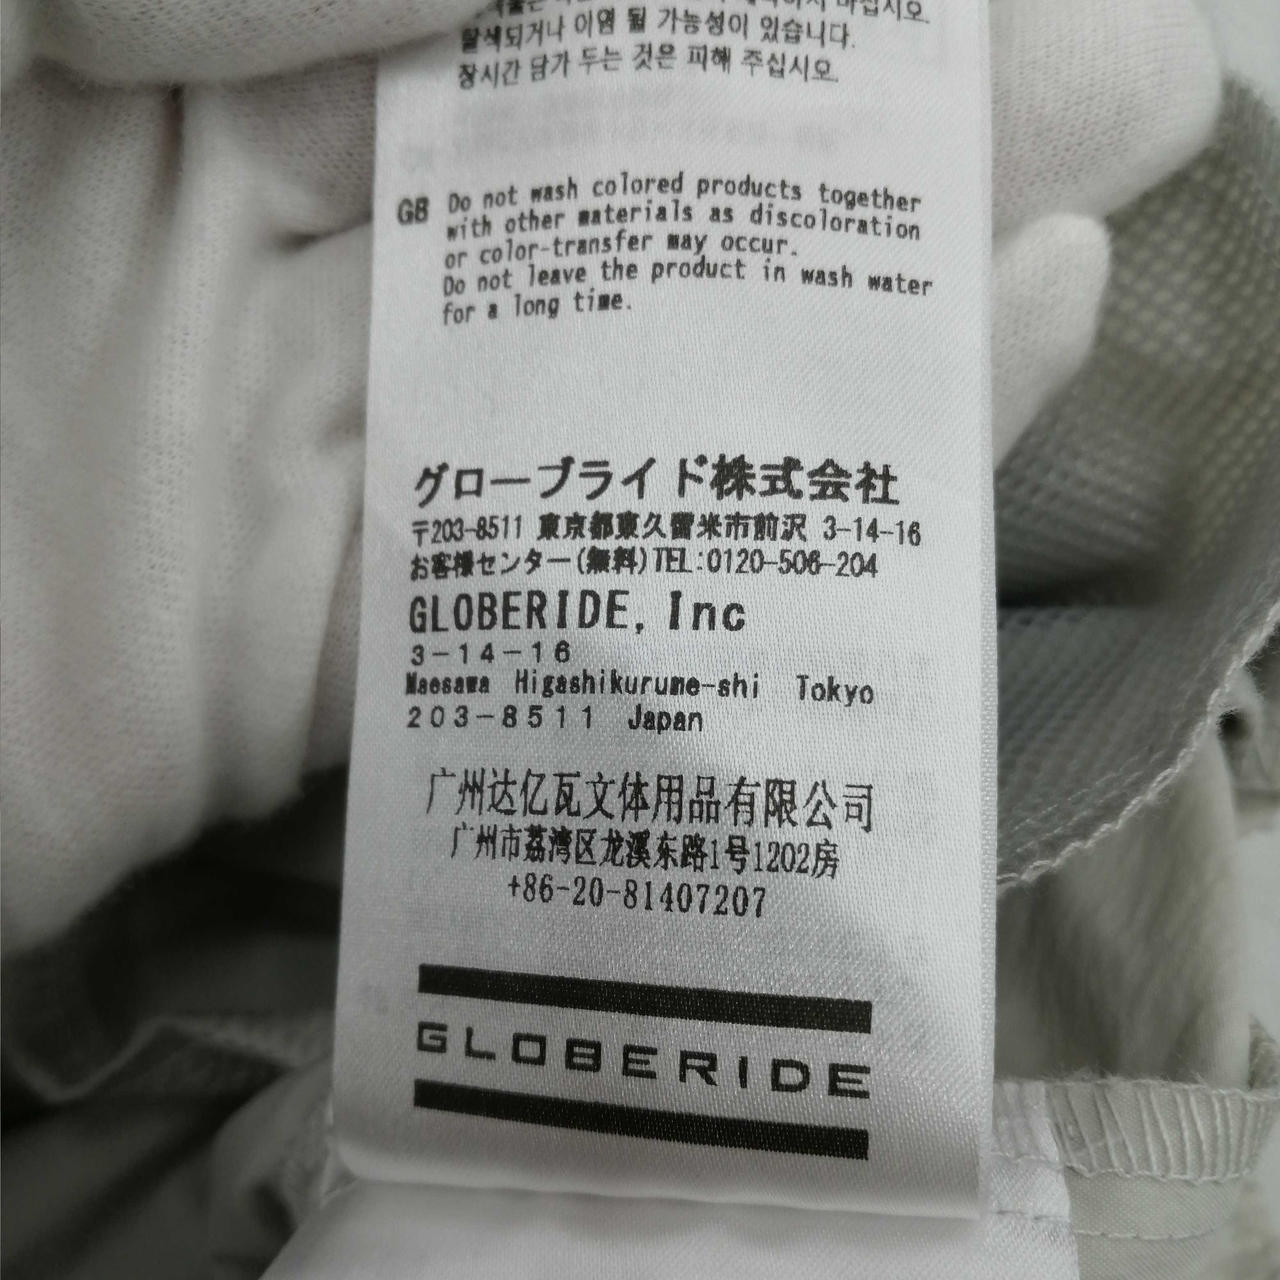 탈색되거나 이염 될 가능성이 있습니다.
장시간 담가 두는 것은 피해 주십시오.
GB Do not wash colored products together
with other materials as discoloration
or color-transfer may occur.
Do not leave the product in wash water
for a long time.
グローブライド株式会社
〒203-8511 東京都東久留米市前沢 3-14-16
お客様センター(無料)TEL:0120-506-204
GLOBERIDE, Inc
3-14-16
Maesawa Higashikurume-shi Tokyo
203-8511 Japan
广州达亿瓦文体用品有限公司
广州市荔湾区龙溪东路1号1202房
+86-20-81407207
GLOBERIDE